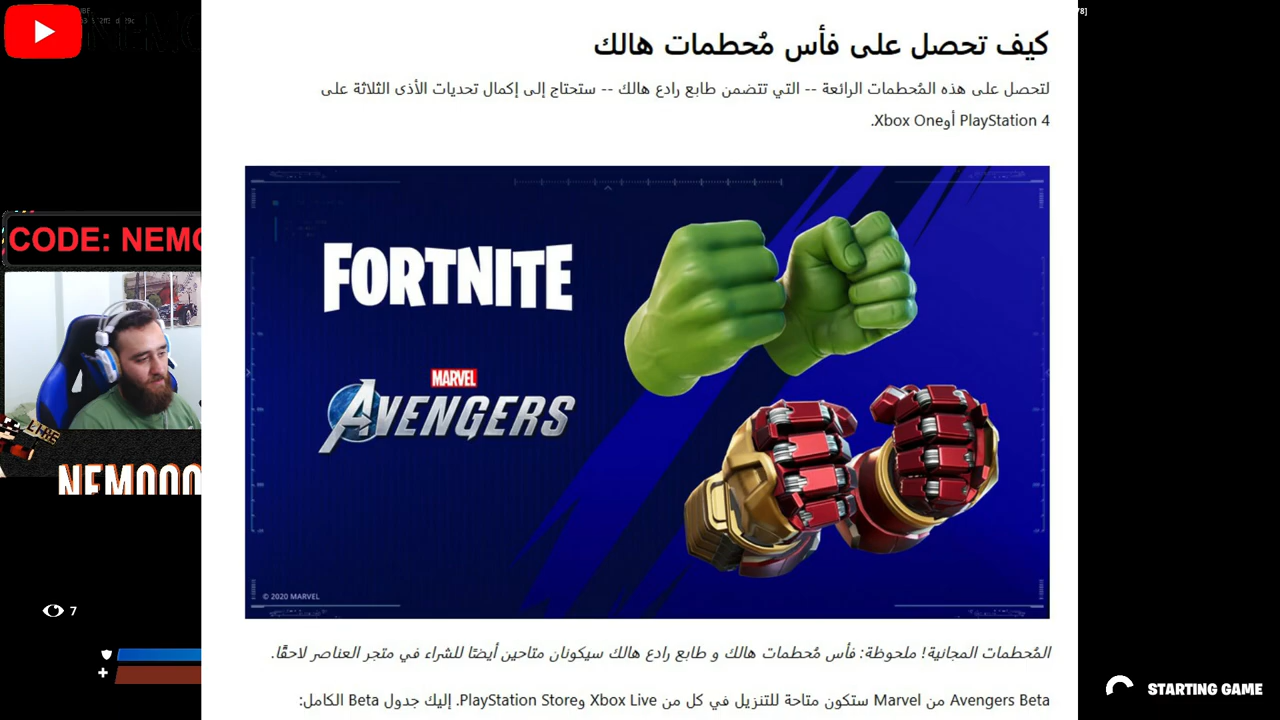 كيف تحصل على فأس مُحطمات هالك
لتحصل على هذه المُحطمات الرائعة -- التي تتضمن طابع رادع هالك -- ستحتاج إلى إكمال تحديات الأذى الثلاثة على
PlayStation 4 أوXbox One.
CODE: NEMO
FORTNITE
MARVEL
AVENGERS
© 2020 MARVEL
NEMOOO
7
المُحطمات المجانية! ملحوظة: فأس مُحطمات هالك و طابع رادع هالك سيكونان متاحين أيضًا للشراء في متجر العناصر لاحقًا.
Avengers Beta من Marvel ستكون متاحة للتنزيل في كل من Xbox Live وPlayStation Store. إليك جدول Beta الكامل:
STARTING GAME